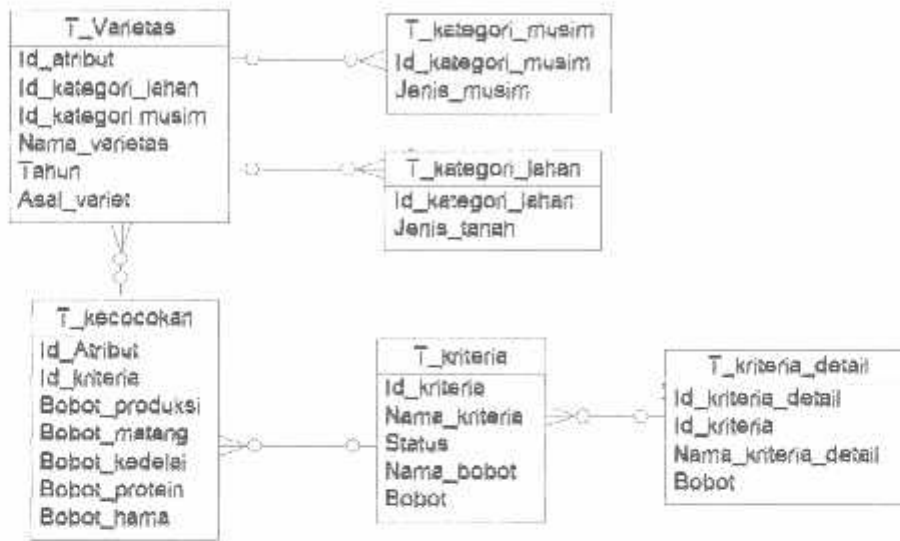 T_Varietas
Id_atribut
Id_kategori_lahan
Id_kategori musim
Nama_varietas
Tahun
Asal_variet
T_kategori_musim
Id_kategori_musim
Jenis_musim
T_kategori_lahan
Id_kategori_lahan
Jenis_tanah
T_kecocokan
Id_Atribut
Id_kriteria
Bobot_produksi
Bobot_matang
Bobot_kedelai
Bobot_protein
Bobot_hama
T_kriteria
Id_kriteria
Nama_kriteria
Status
Nama_bobot
Bobot
T_kriteria_detail
Id_kriteria_detail
Id_kriteria
Nama_kriteria_detail
Bobot